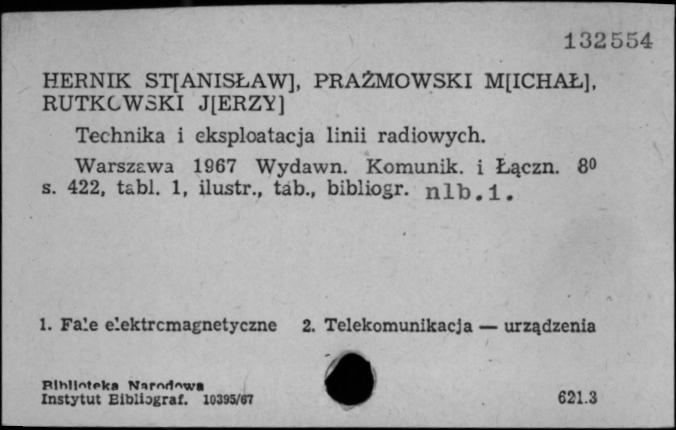 132554
HERNIK ST[ANISŁAW], PRAŻMOWSKI M[ICHAŁ],
RUTKOWSKI J[ERZY]
Technika i eksploatacja linii radiowych.
Warszawa 1967 Wydawn. Komunik. i Łączn. 8⁰
s. 422, tabl. 1, ilustr., tab., bibliogr. nlb.1.
1. Fale elektromagnetyczne 2. Telekomunikacja — urządzenia
Biblioteka Narodowa
Instytut Bibliograf. 10395/67
621.3